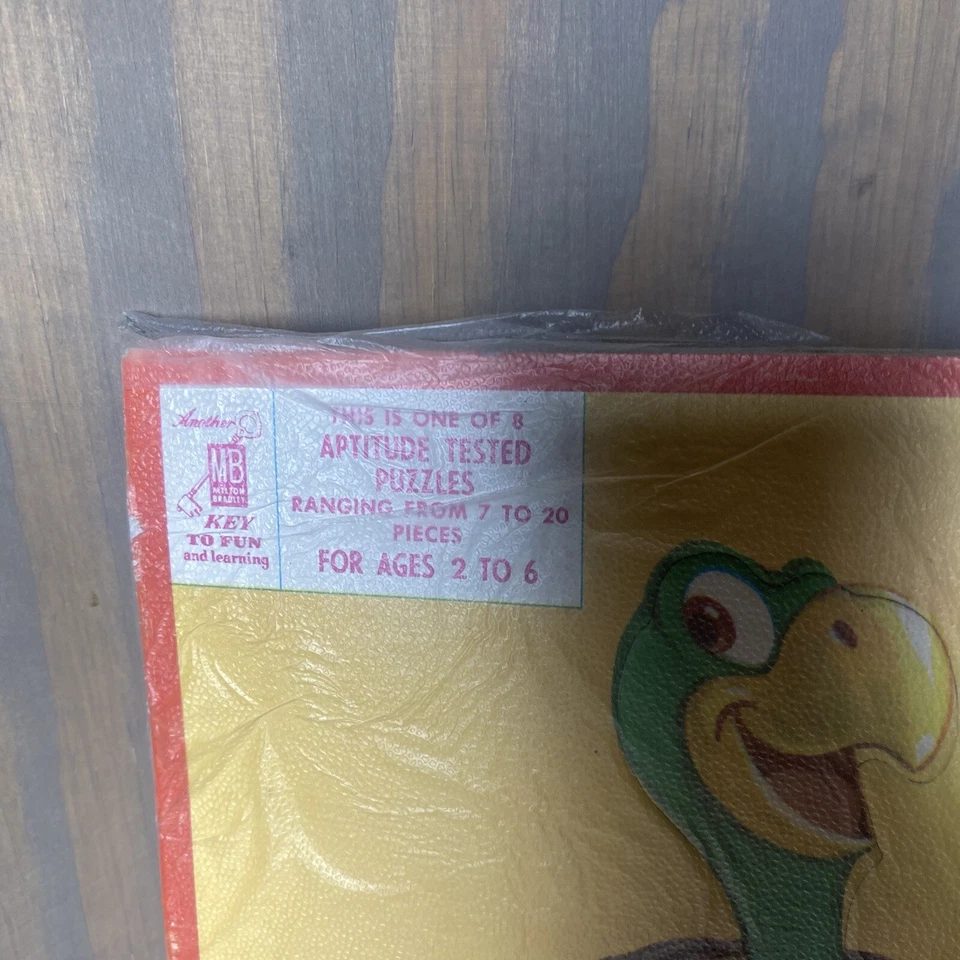 Another
MB
MILTON
BRADLEY
KEY
TO FUN
and learning
THIS IS ONE OF 8
APTITUDE TESTED
PUZZLES
RANGING FROM 7 TO 20
PIECES
FOR AGES 2 TO 6